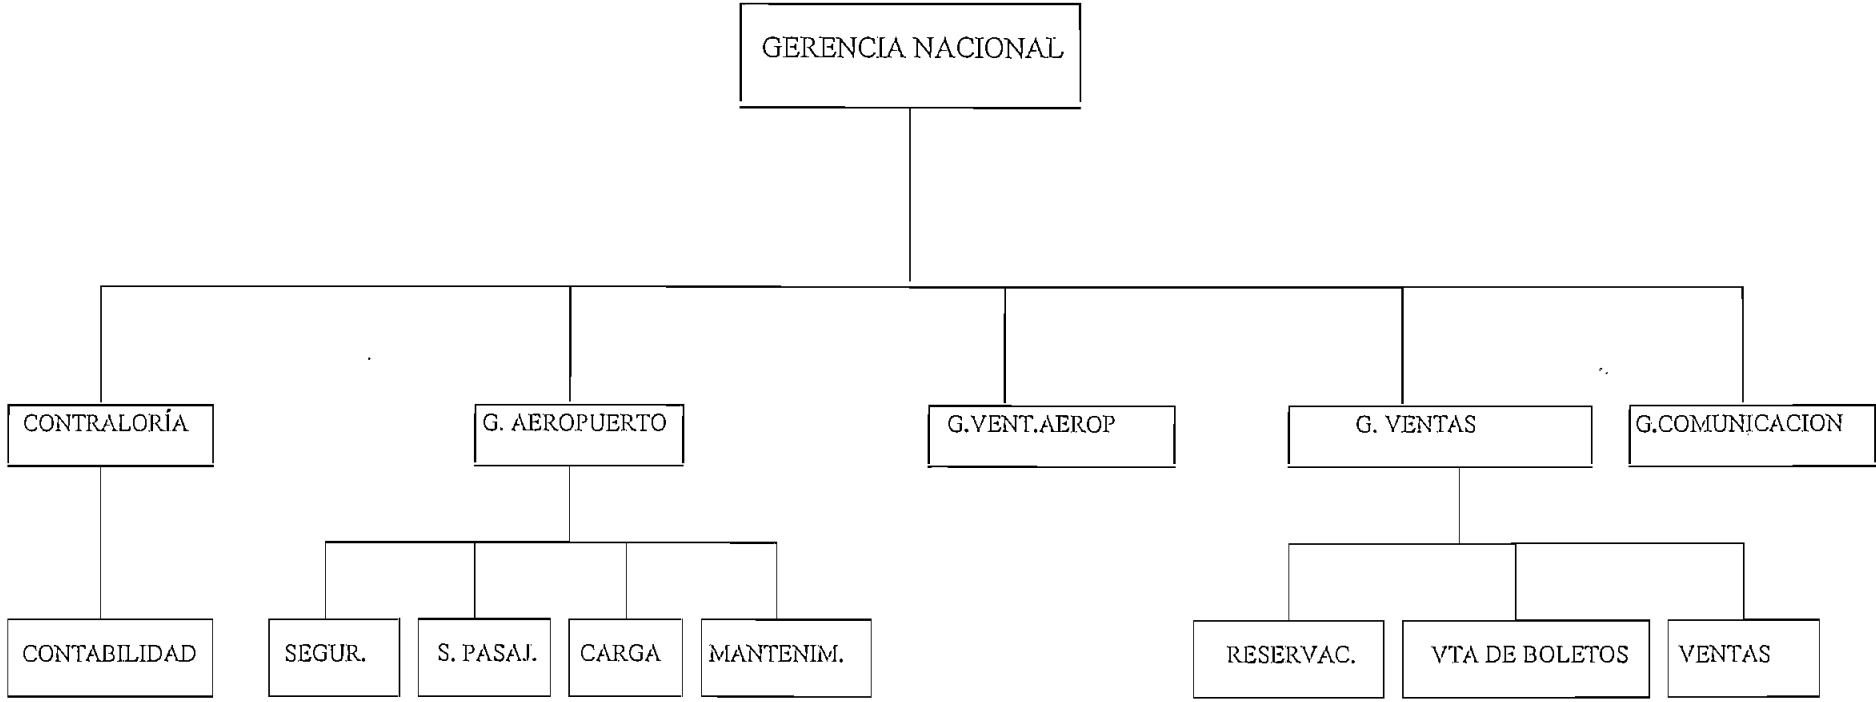 GERENCIA NACIONAL
CONTRALORÍA
G. AEROPUERTO
G.VENT.AEROP
G. VENTAS
G.COMUNICACION
CONTABILIDAD
SEGUR.
S. PASAJ.
CARGA
MANTENIM.
RESERVAC.
VTA DE BOLETOS
VENTAS